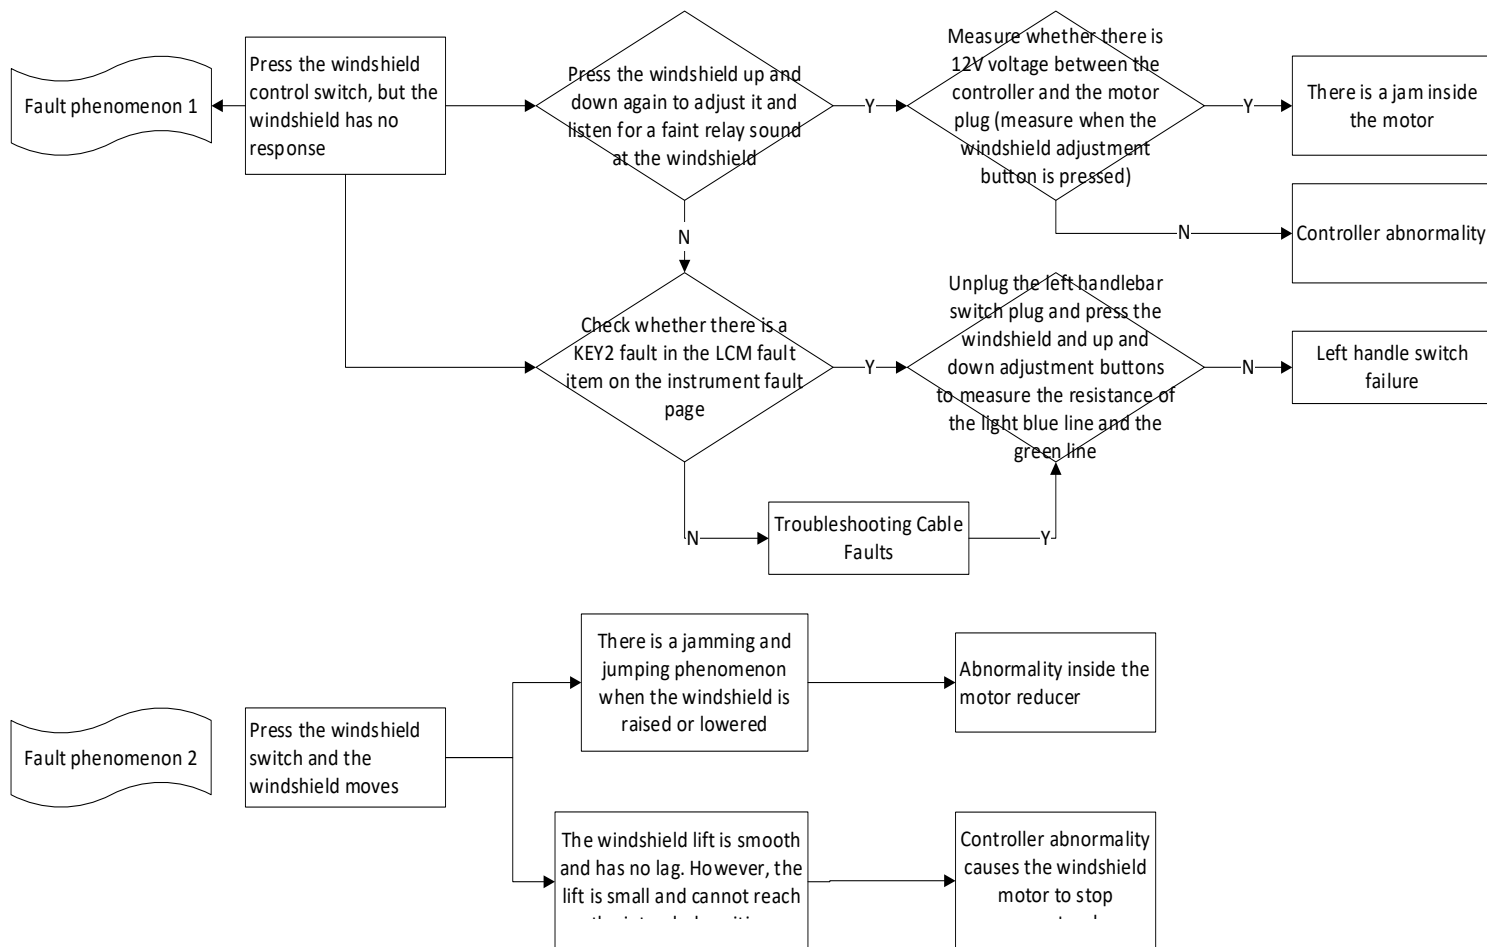 Fault phenomenon 1
Press the windshield
control switch, but the
windshield has no
response
Press the windshield up and
down again to adjust it and
listen for a faint relay sound
at the windshield
Y
Measure whether there is
12V voltage between the
controller and the motor
plug (measure when the
windshield adjustment
button is pressed)
Y
There is a jam inside
the motor
N
Controller abnormality
N
Check whether there is a
KEY2 fault in the LCM fault
item on the instrument fault
page
Y
Unplug the left handlebar
switch plug and press the
windshield and up and
down adjustment buttons
to measure the resistance of
the light blue line and the
green line
N
Left handle switch
failure
N
Troubleshooting Cable
Faults
Y
Fault phenomenon 2
Press the windshield
switch and the
windshield moves
There is a jamming and
jumping phenomenon
when the windshield is
raised or lowered
Abnormality inside the
motor reducer
The windshield lift is smooth
and has no lag. However, the
lift is small and cannot reach
Controller abnormality
causes the windshield
motor to stop